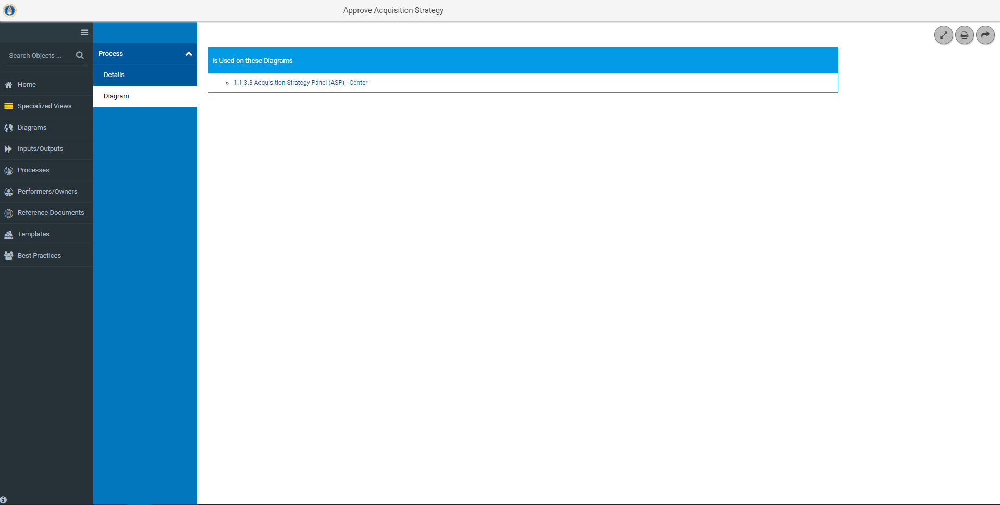 Approve Acquisition Strategy
Search Objects ...
Home
Specialized Views
Diagrams
Inputs/Outputs
Processes
Performers/Owners
Reference Documents
Templates
Best Practices
Process
Details
Diagram
Is Used on these Diagrams
1.1.3.3 Acquisition Strategy Panel (ASP) - Center